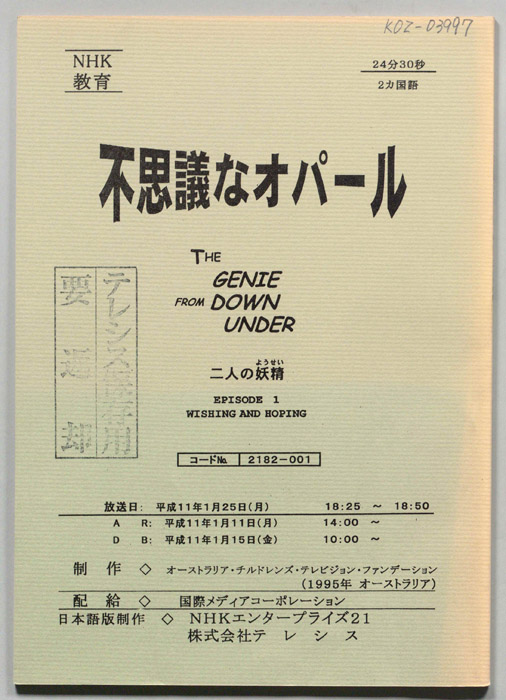 KOZ-03997
NHK
教育
24分30秒
2カ国語
不思議なオパール
THE
GENIE
FROM DOWN
UNDER
ようせい
二人の妖精
EPISODE 1
WISHING AND HOPING
テレシス保存用
要返却
コードNo. 2182-001
放送日: 平成11年1月25日(月) 18:25 ~ 18:50
A R: 平成11年1月11日(月) 14:00 ~
D B: 平成11年1月15日(金) 10:00 ~
制作 ◇ オーストラリア・チルドレンズ・テレビジョン・ファンデーション
(1995年 オーストラリア)
配給 ◇ 国際メディアコーポレーション
日本語版制作 ◇ NHKエンタープライズ21
株式会社テレシス